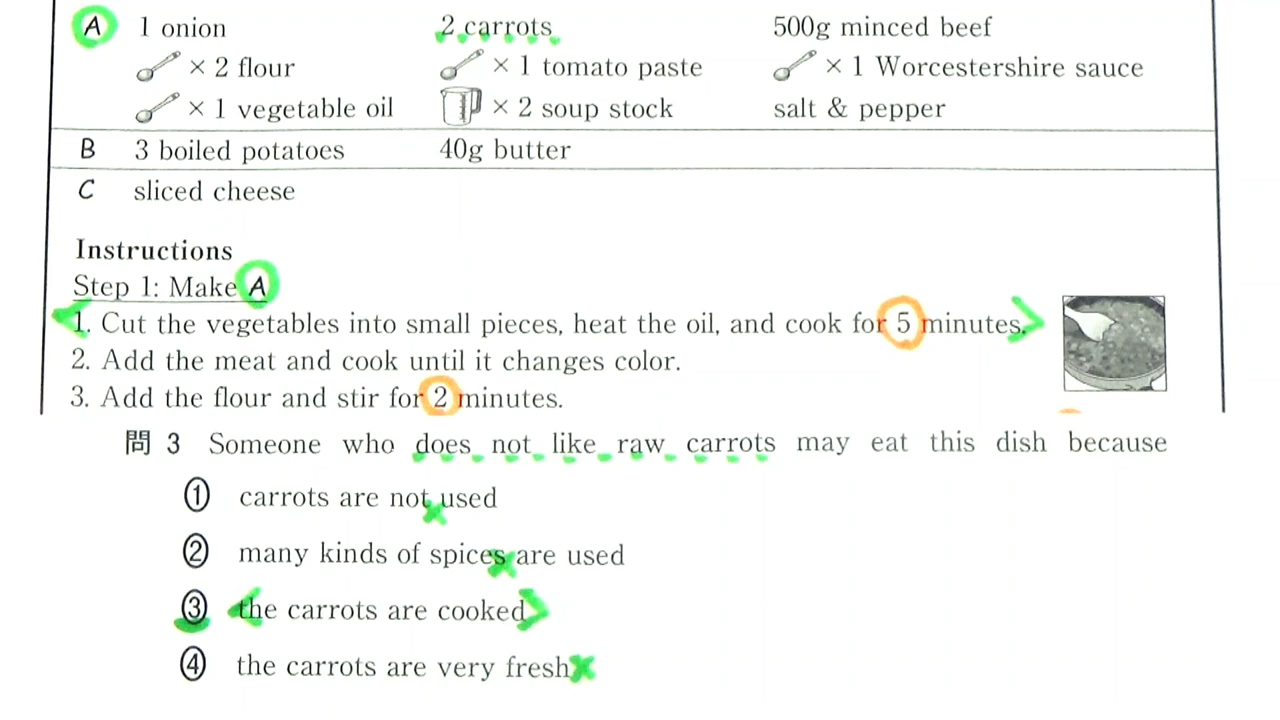 A 1 onion 2 carrots 500g minced beef
× 2 flour × 1 tomato paste × 1 Worcestershire sauce
× 1 vegetable oil × 2 soup stock salt & pepper
B 3 boiled potatoes 40g butter
C sliced cheese
Instructions
Step 1: Make A
1. Cut the vegetables into small pieces, heat the oil, and cook for 5 minutes.
2. Add the meat and cook until it changes color.
3. Add the flour and stir for 2 minutes.
問 3 Someone who does not like raw carrots may eat this dish because
① carrots are not used
② many kinds of spices are used
③ the carrots are cooked
④ the carrots are very fresh